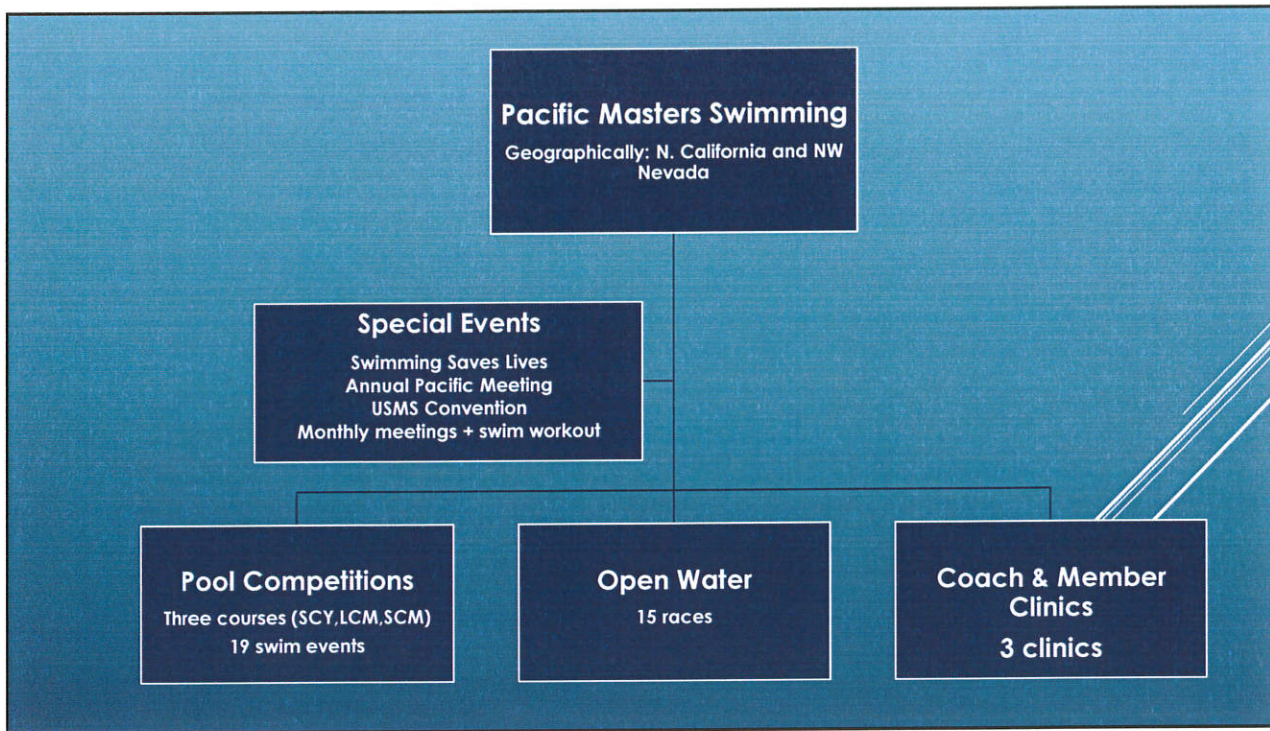 Pacific Masters Swimming
Geographically: N. California and NW
Nevada
Special Events
Swimming Saves Lives
Annual Pacific Meeting
USMS Convention
Monthly meetings + swim workout
Pool Competitions
Three courses (SCY,LCM,SCM)
19 swim events
Open Water
15 races
Coach & Member
Clinics
3 clinics